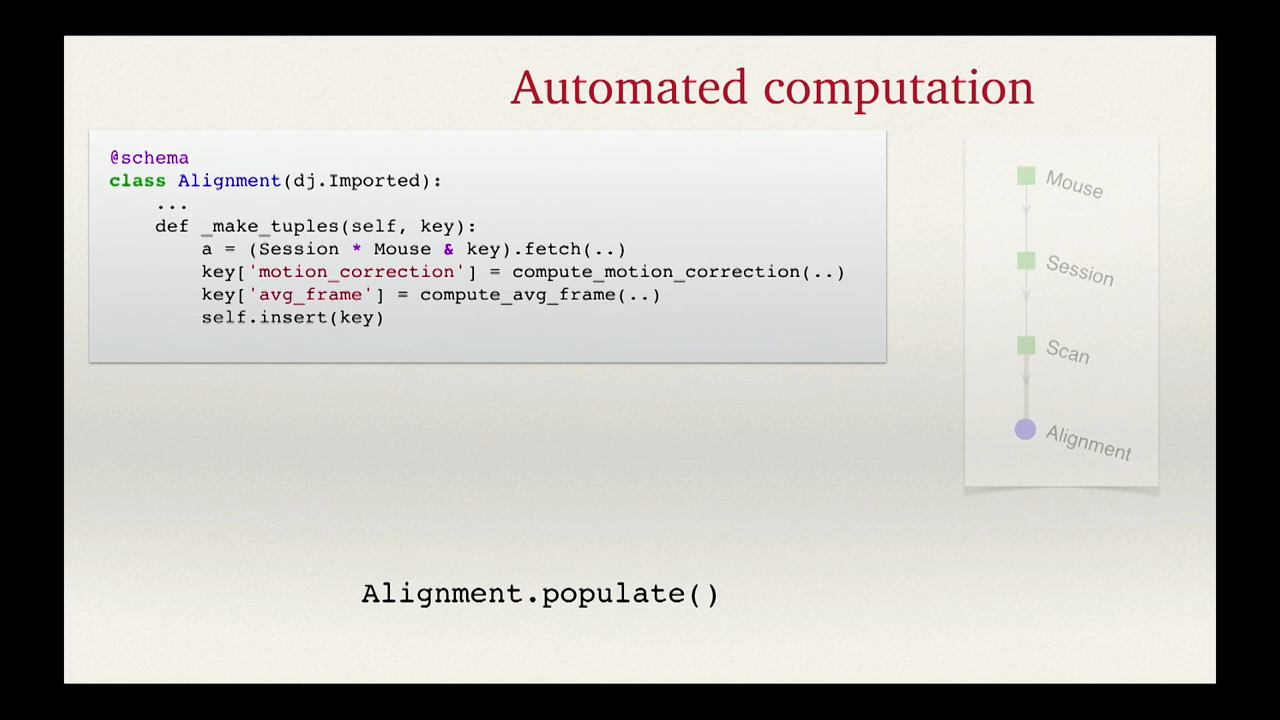 Automated computation
@schema
class Alignment(dj.Imported):
    ...
    def _make_tuples(self, key):
        a = (Session * Mouse & key).fetch(..)
        key['motion_correction'] = compute_motion_correction(..)
        key['avg_frame'] = compute_avg_frame(..)
        self.insert(key)
Mouse
Session
Scan
Alignment
Alignment.populate()